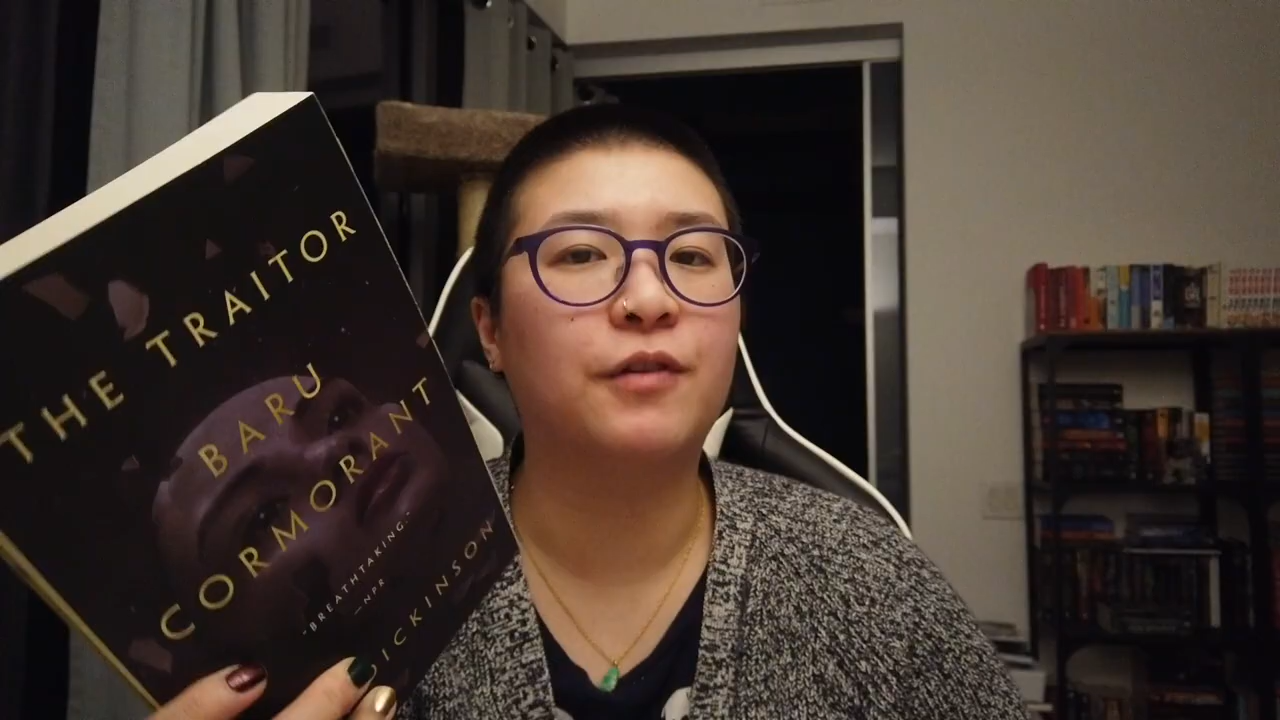 THE TRAITOR
BARU
CORMORANT
"BREATHTAKING."
—NPR
DICKINSON